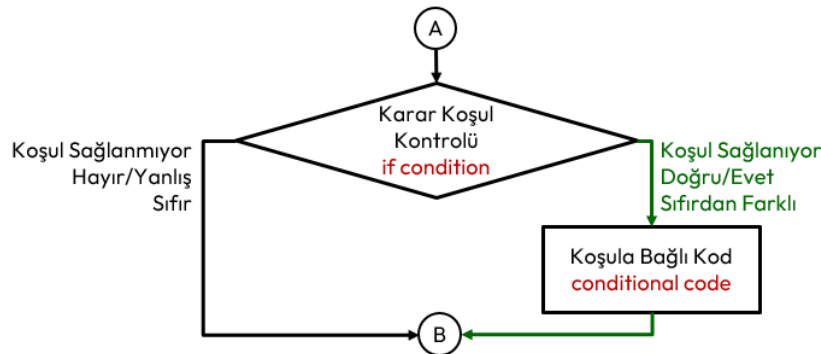 A
Karar Koşul
Kontrolü
if condition
Koşul Sağlanmıyor
Hayır/Yanlış
Sıfır
Koşul Sağlanıyor
Doğru/Evet
Sıfırdan Farklı
Koşula Bağlı Kod
conditional code
B